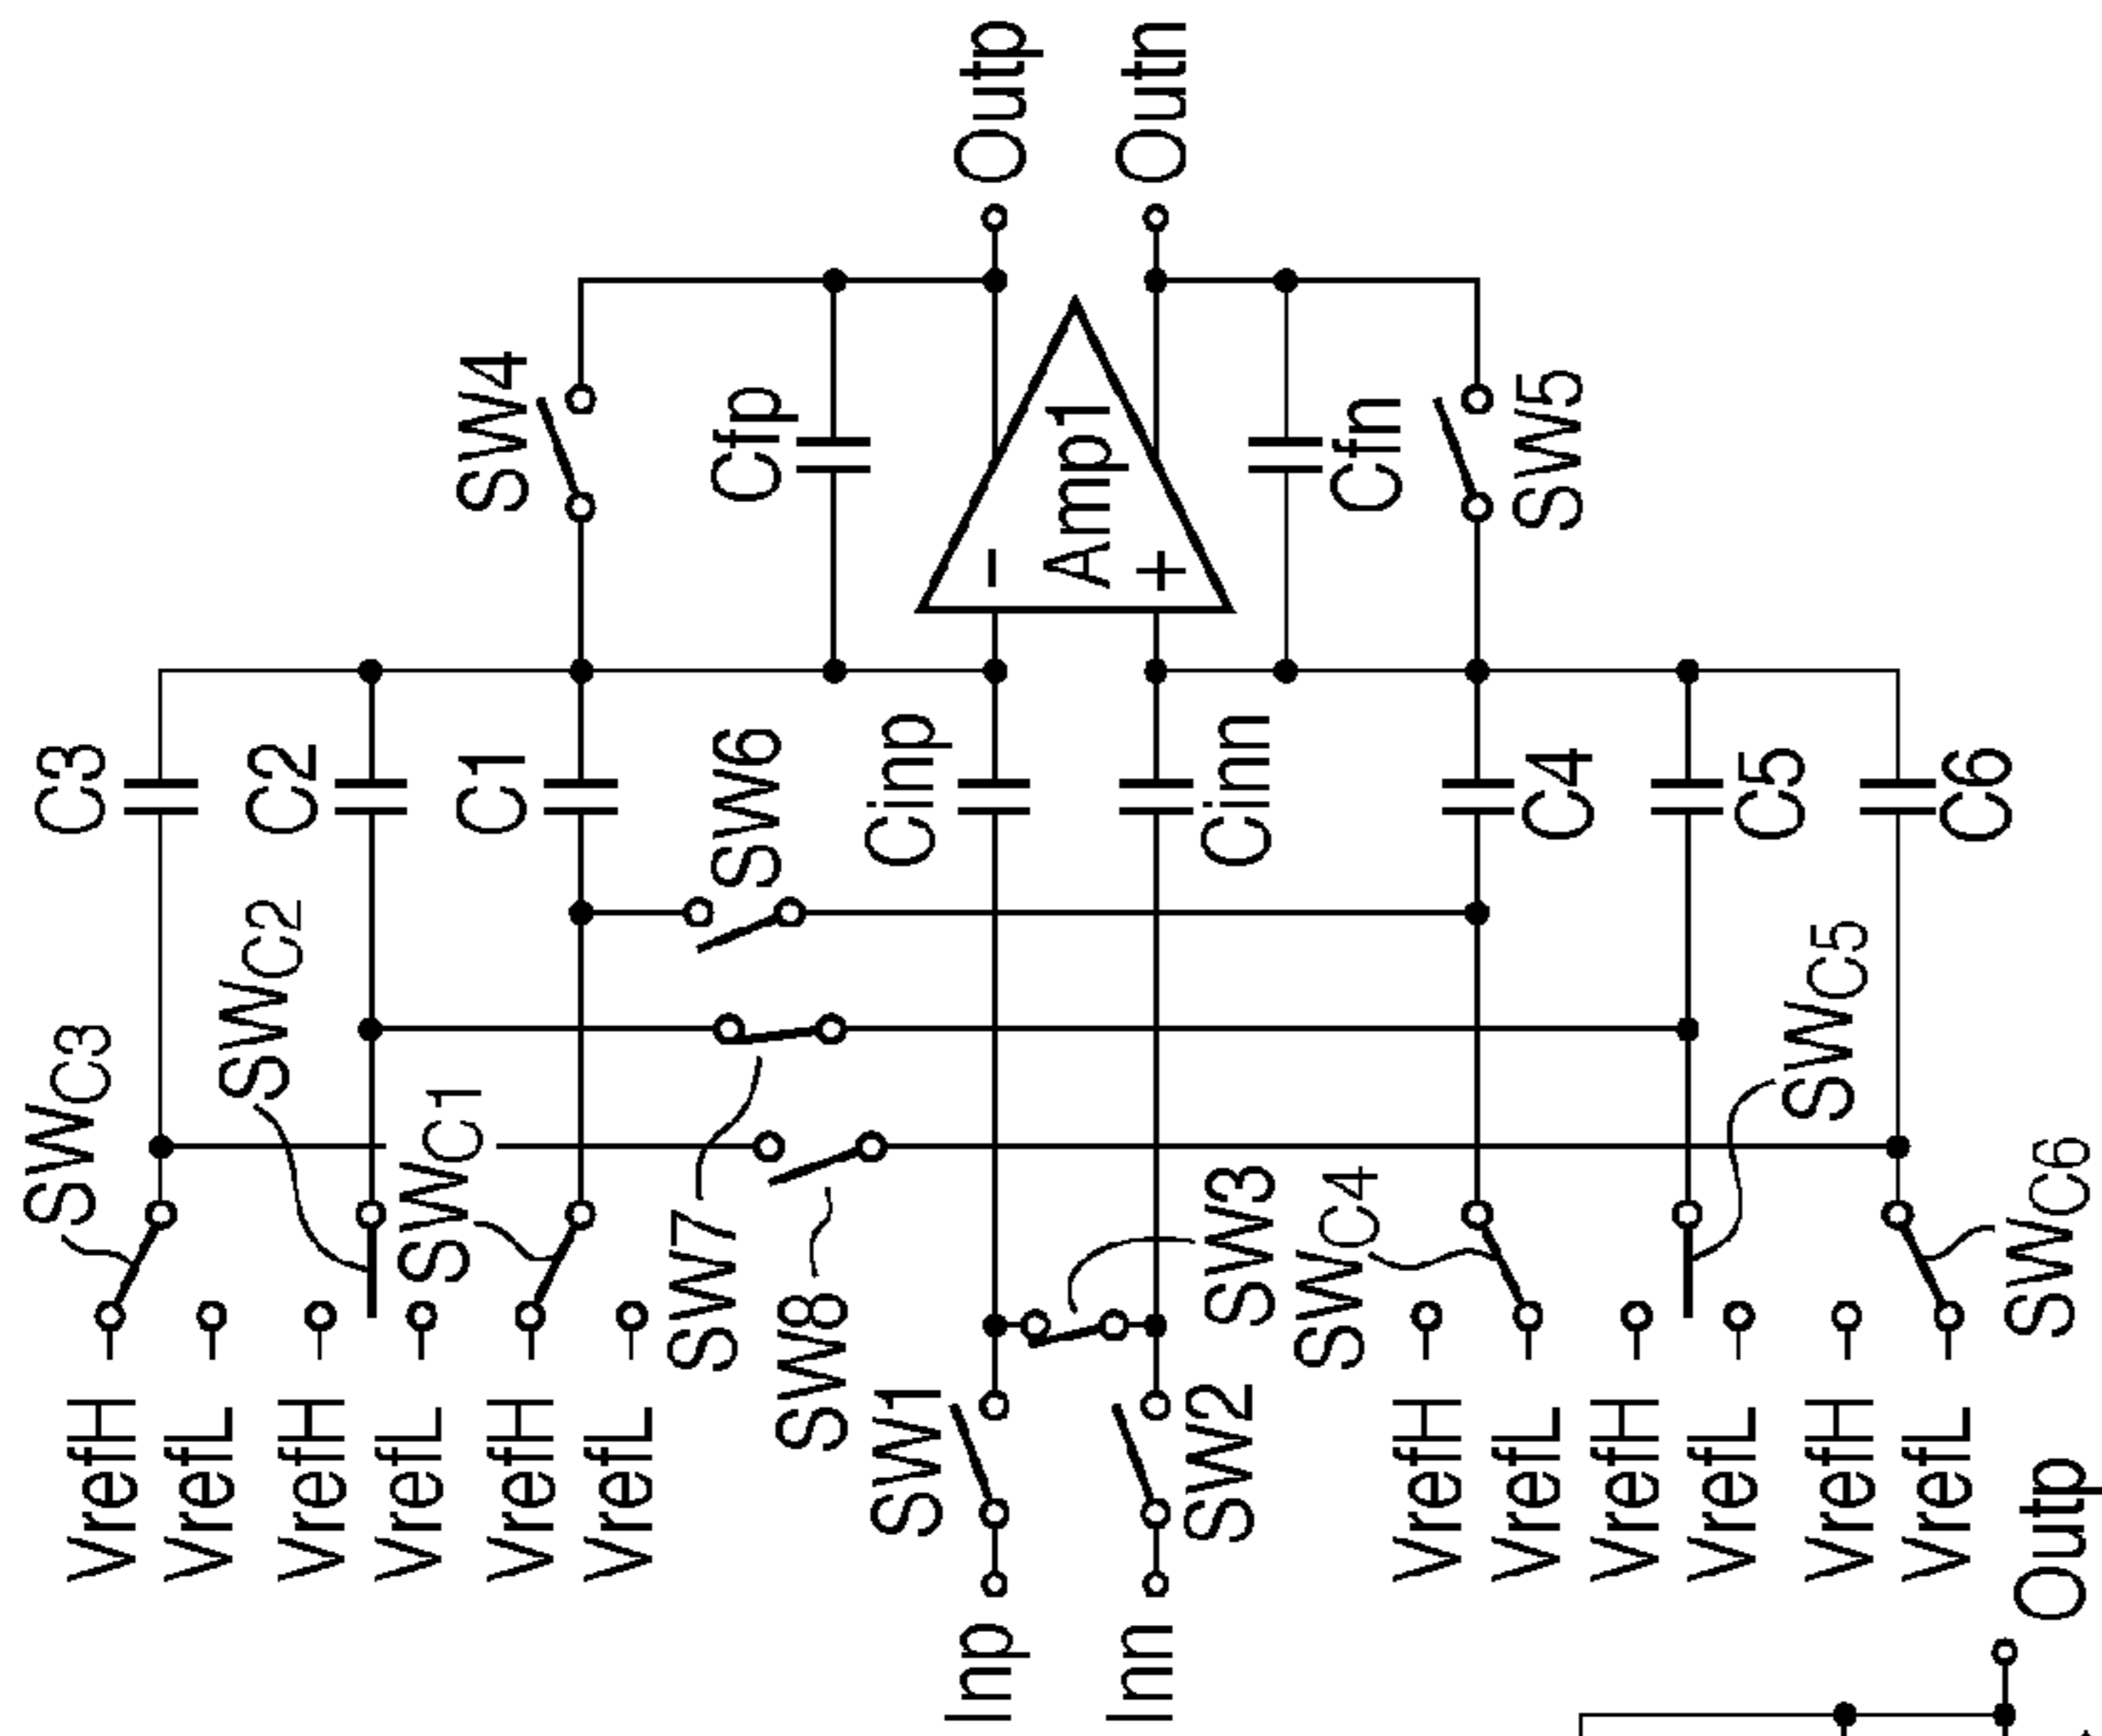 Outp
Outn
SW4
Cfp
Amp1
−
+
Cfn
SW5
C3
C2
C1
SW6
Cinp
Cinn
C4
C5
C6
SWC3
SWC2
SWC1
SW7
SW8
SW3
SWC4
SWC5
SWC6
VrefH
VrefL
VrefH
VrefL
VrefH
VrefL
SW1
SW2
VrefH
VrefL
VrefH
VrefL
VrefH
VrefL
Inp
Inn
Outp